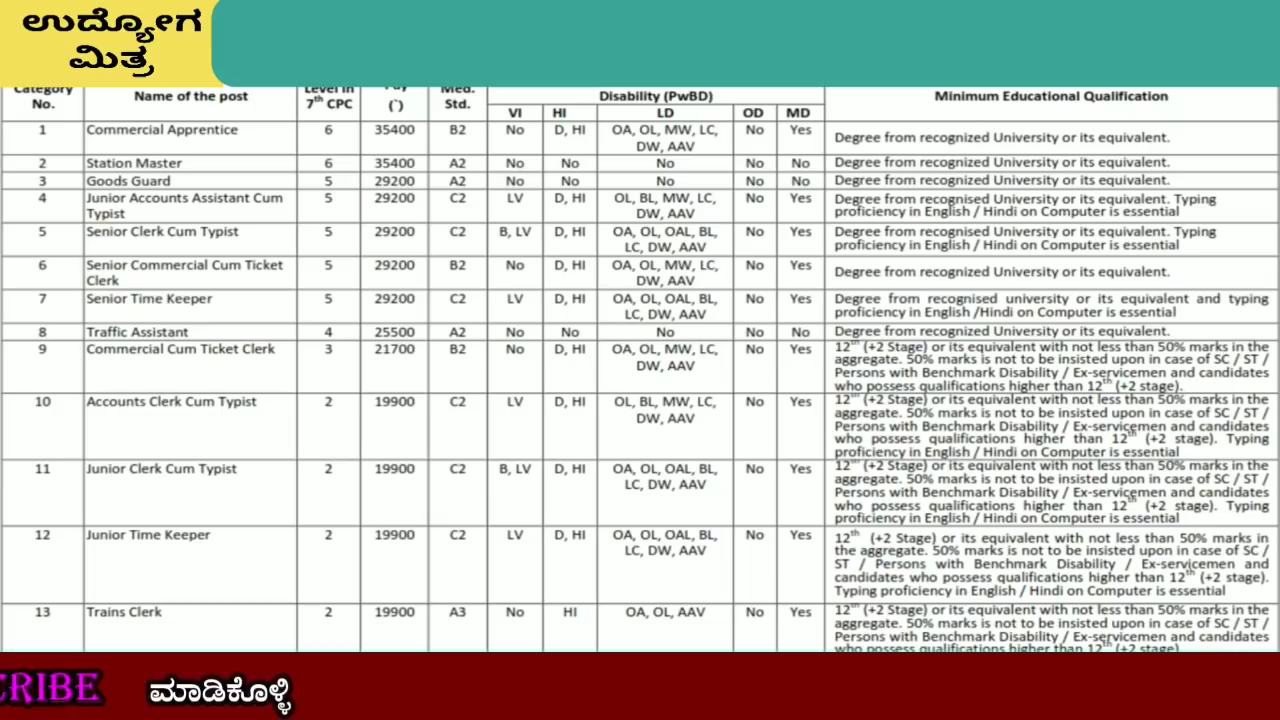 ಉದ್ಯೋಗ
ಮಿತ್ರ
Category No. Name of the post Level in 7th CPC (`) Med. Std. Disability (PwBD) Minimum Educational Qualification
VI HI LD OD MD
1 Commercial Apprentice 6 35400 B2 No D, HI OA, OL, MW, LC, DW, AAV No Yes Degree from recognized University or its equivalent.
2 Station Master 6 35400 A2 No No No No No Degree from recognized University or its equivalent.
3 Goods Guard 5 29200 A2 No No No No No Degree from recognized University or its equivalent.
4 Junior Accounts Assistant Cum Typist 5 29200 C2 LV D, HI OL, BL, MW, LC, DW, AAV No Yes Degree from recognized University or its equivalent. Typing proficiency in English / Hindi on Computer is essential
5 Senior Clerk Cum Typist 5 29200 C2 B, LV D, HI OA, OL, OAL, BL, LC, DW, AAV No Yes Degree from recognized University or its equivalent. Typing proficiency in English / Hindi on Computer is essential
6 Senior Commercial Cum Ticket Clerk 5 29200 B2 No D, HI OA, OL, MW, LC, DW, AAV No Yes Degree from recognized University or its equivalent.
7 Senior Time Keeper 5 29200 C2 LV D, HI OA, OL, OAL, BL, LC, DW, AAV No Yes Degree from recognised university or its equivalent and typing proficiency in English /Hindi on Computer is essential
8 Traffic Assistant 4 25500 A2 No No No No No Degree from recognized University or its equivalent.
9 Commercial Cum Ticket Clerk 3 21700 B2 No D, HI OA, OL, MW, LC, DW, AAV No Yes 12th (+2 Stage) or its equivalent with not less than 50% marks in the aggregate. 50% marks is not to be insisted upon in case of SC / ST / Persons with Benchmark Disability / Ex-servicemen and candidates who possess qualifications higher than 12th (+2 stage).
10 Accounts Clerk Cum Typist 2 19900 C2 LV D, HI OL, BL, MW, LC, DW, AAV No Yes 12th (+2 Stage) or its equivalent with not less than 50% marks in the aggregate. 50% marks is not to be insisted upon in case of SC / ST / Persons with Benchmark Disability / Ex-servicemen and candidates who possess qualifications higher than 12th (+2 stage). Typing proficiency in English / Hindi on Computer is essential
11 Junior Clerk Cum Typist 2 19900 C2 B, LV D, HI OA, OL, OAL, BL, LC, DW, AAV No Yes 12th (+2 Stage) or its equivalent with not less than 50% marks in the aggregate. 50% marks is not to be insisted upon in case of SC / ST / Persons with Benchmark Disability / Ex-servicemen and candidates who possess qualifications higher than 12th (+2 stage). Typing proficiency in English / Hindi on Computer is essential
12 Junior Time Keeper 2 19900 C2 LV D, HI OA, OL, OAL, BL, LC, DW, AAV No Yes 12th (+2 Stage) or its equivalent with not less than 50% marks in the aggregate. 50% marks is not to be insisted upon in case of SC / ST / Persons with Benchmark Disability / Ex-servicemen and candidates who possess qualifications higher than 12th (+2 stage). Typing proficiency in English / Hindi on Computer is essential
13 Trains Clerk 2 19900 A3 No HI OA, OL, AAV No Yes 12th (+2 Stage) or its equivalent with not less than 50% marks in the aggregate. 50% marks is not to be insisted upon in case of SC / ST / Persons with Benchmark Disability / Ex-servicemen and candidates who possess qualifications higher than 12th (+2 stage).
CRIBE ಮಾಡಿಕೊಳ್ಳಿ